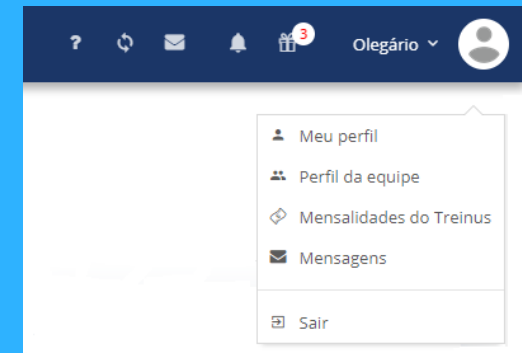 ?
3
Olegário
Meu perfil
Perfil da equipe
Mensalidades do Treinus
Mensagens
Sair